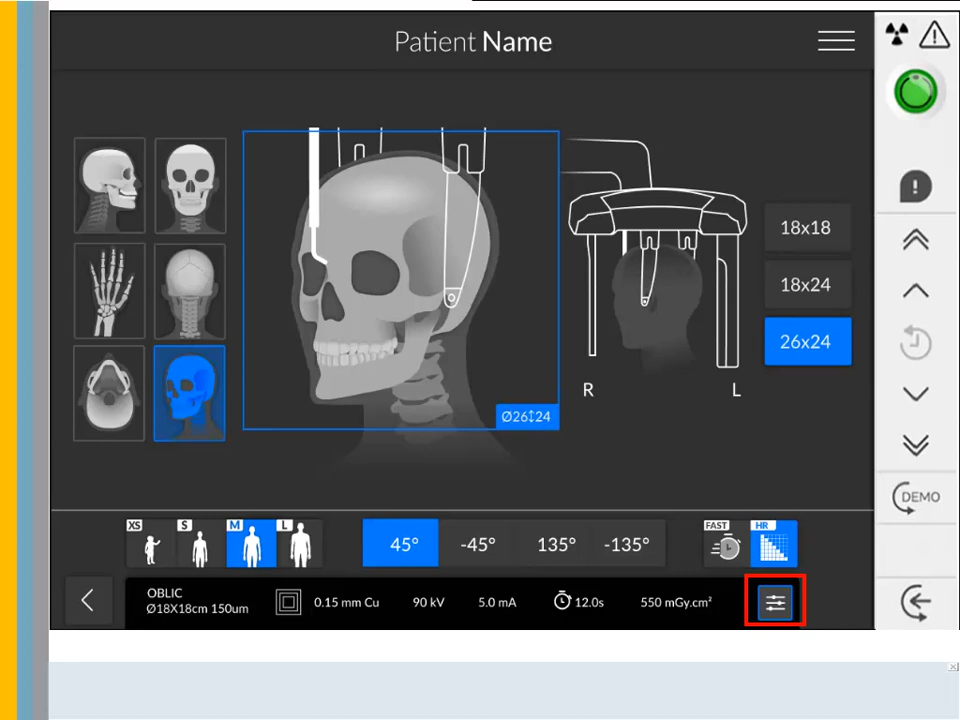 Patient Name
18x18
18x24
26x24
R
L
Ø26↕24
DEMO
XS
S
M
L
45°
-45°
135°
-135°
FAST
HR
OBLIC
Ø18X18cm 150um
0.15 mm Cu
90 kV
5.0 mA
12.0s
550 mGy.cm²